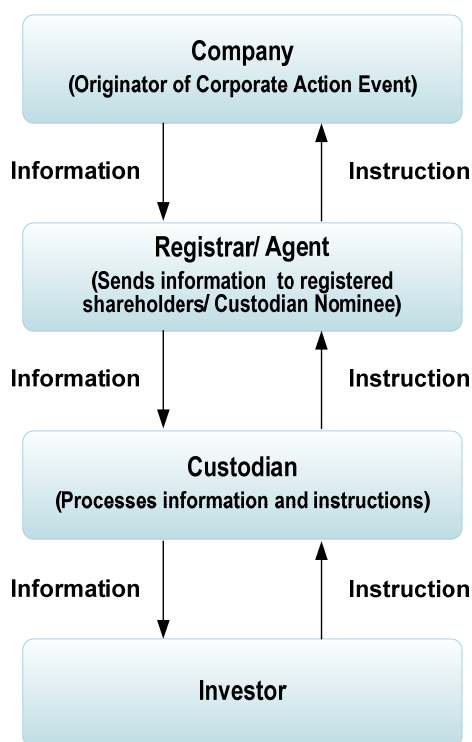 Company
(Originator of Corporate Action Event)
Information
Instruction
Registrar/ Agent
(Sends information to registered
shareholders/ Custodian Nominee)
Information
Instruction
Custodian
(Processes information and instructions)
Information
Instruction
Investor